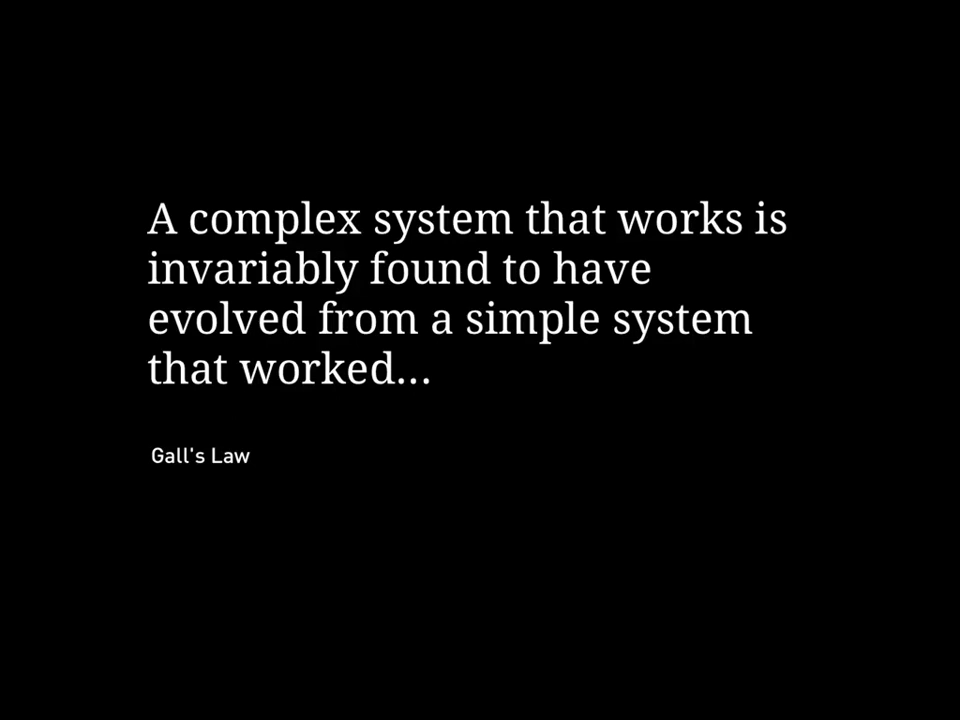 A complex system that works is
invariably found to have
evolved from a simple system
that worked...
Gall's Law